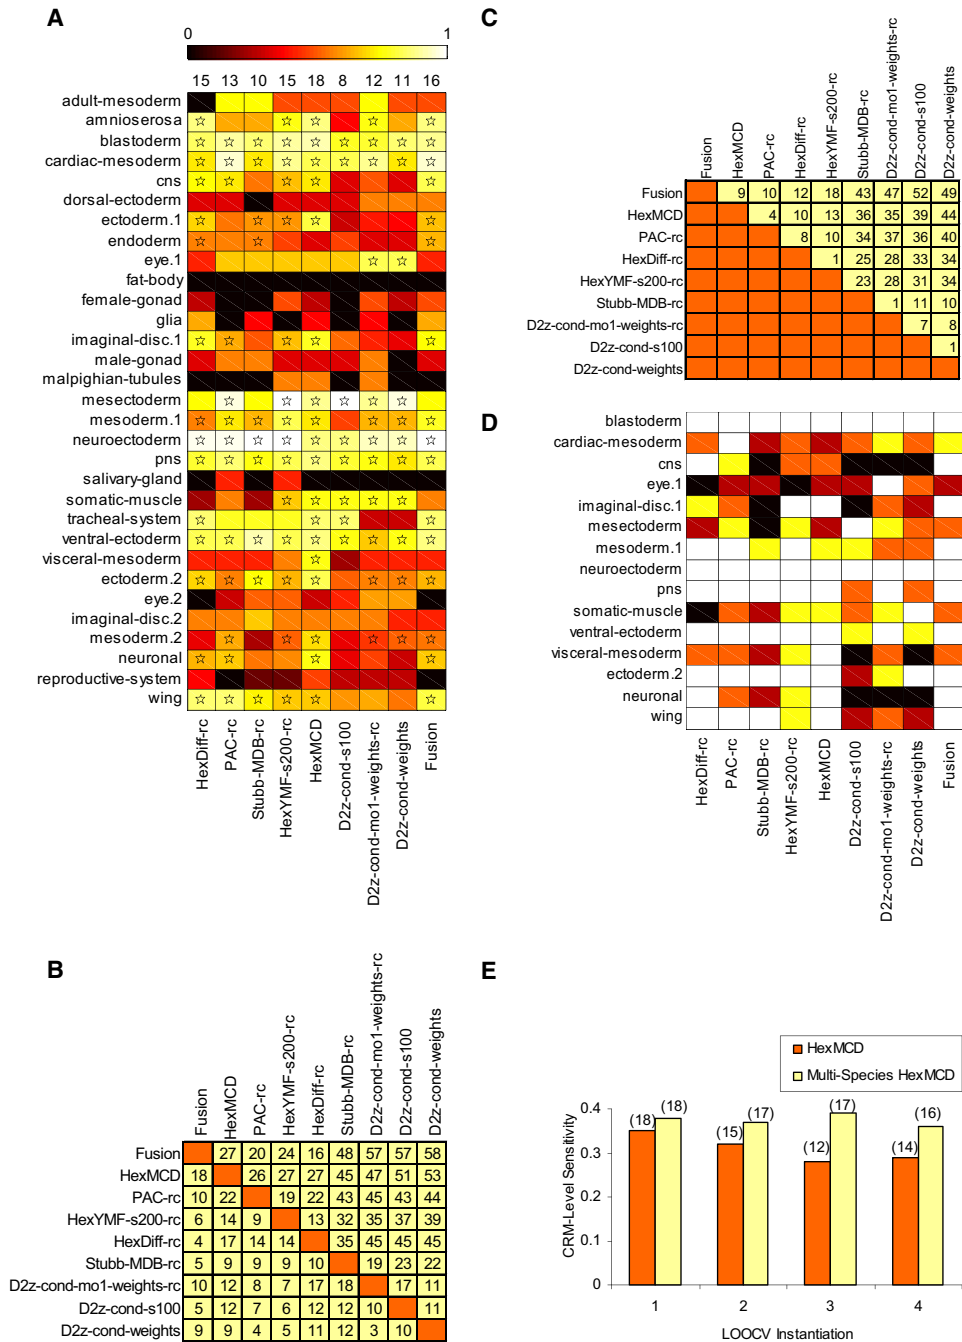 A
0 1
15 13 10 15 18 8 12 11 16
adult-mesoderm
amnioserosa
blastoderm
cardiac-mesoderm
cns
dorsal-ectoderm
ectoderm.1
endoderm
eye.1
fat-body
female-gonad
glia
imaginal-disc.1
male-gonad
malpighian-tubules
mesectoderm
mesoderm.1
neuroectoderm
pns
salivary-gland
somatic-muscle
tracheal-system
ventral-ectoderm
visceral-mesoderm
ectoderm.2
eye.2
imaginal-disc.2
mesoderm.2
neuronal
reproductive-system
wing
HexDiff-rc
PAC-rc
Stubb-MDB-rc
HexYMF-s200-rc
HexMCD
D2z-cond-s100
D2z-cond-mo1-weights-rc
D2z-cond-weights
Fusion
B
Fusion
HexMCD
PAC-rc
HexYMF-s200-rc
HexDiff-rc
Stubb-MDB-rc
D2z-cond-mo1-weights-rc
D2z-cond-s100
D2z-cond-weights
Fusion 27 20 24 16 48 57 57 58
HexMCD 18 26 27 27 45 47 51 53
PAC-rc 10 22 19 22 43 45 43 44
HexYMF-s200-rc 6 14 9 13 32 35 37 39
HexDiff-rc 4 17 14 14 35 45 45 45
Stubb-MDB-rc 5 9 9 9 10 19 23 22
D2z-cond-mo1-weights-rc 10 12 8 7 17 18 17 11
D2z-cond-s100 5 12 7 6 12 12 10 11
D2z-cond-weights 9 9 4 5 11 12 3 10
C
Fusion
HexMCD
PAC-rc
HexDiff-rc
HexYMF-s200-rc
Stubb-MDB-rc
D2z-cond-mo1-weights-rc
D2z-cond-s100
D2z-cond-weights
Fusion 9 10 12 18 43 47 52 49
HexMCD 4 10 13 36 35 39 44
PAC-rc 8 10 34 37 36 40
HexDiff-rc 1 25 28 33 34
HexYMF-s200-rc 23 28 31 34
Stubb-MDB-rc 1 11 10
D2z-cond-mo1-weights-rc 7 8
D2z-cond-s100 1
D2z-cond-weights
D
blastoderm
cardiac-mesoderm
cns
eye.1
imaginal-disc.1
mesectoderm
mesoderm.1
neuroectoderm
pns
somatic-muscle
ventral-ectoderm
visceral-mesoderm
ectoderm.2
neuronal
wing
HexDiff-rc
PAC-rc
Stubb-MDB-rc
HexYMF-s200-rc
HexMCD
D2z-cond-s100
D2z-cond-mo1-weights-rc
D2z-cond-weights
Fusion
E
HexMCD
Multi-Species HexMCD
CRM-Level Sensitivity
0.4
0.3
0.2
0.1
0
(18) (18) (15) (17) (12) (17) (14) (16)
1 2 3 4
LOOCV Instantiation